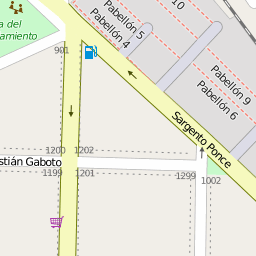 a del
amiento
10
Pabellón 5
Pabellón 4
Pabellón 9
Pabellón 6
901
Sargento Ponce
1200
1202
stián Gaboto
1199
1201
1299
1002